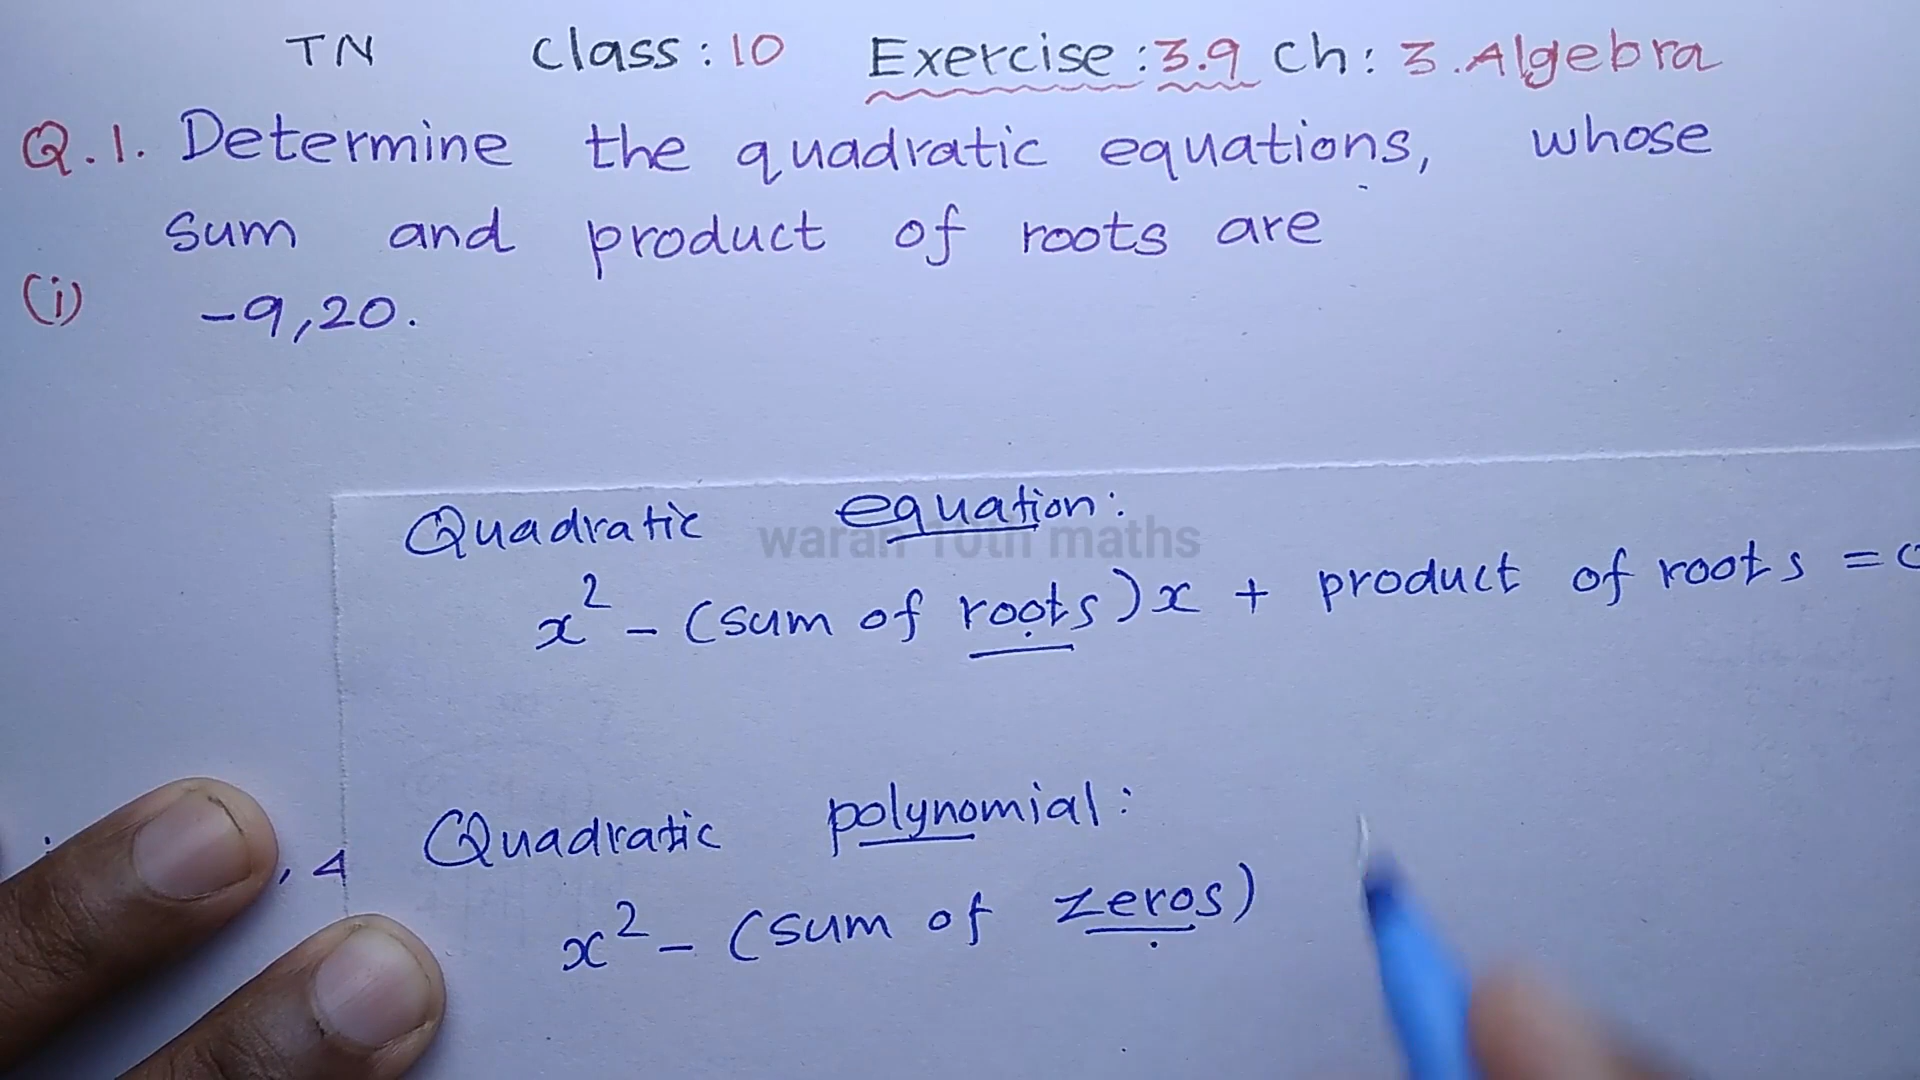 TN Class : 10 Exercise : 3.9 Ch : 3 . Algebra
Q.1. Determine the quadratic equations, whose
sum and product of roots are
(i) -9,20.
Quadratic equation:
waran 10th maths
x² - (sum of roots)x + product of roots =
, 4
Quadratic polynomial:
x² - (sum of zeros)